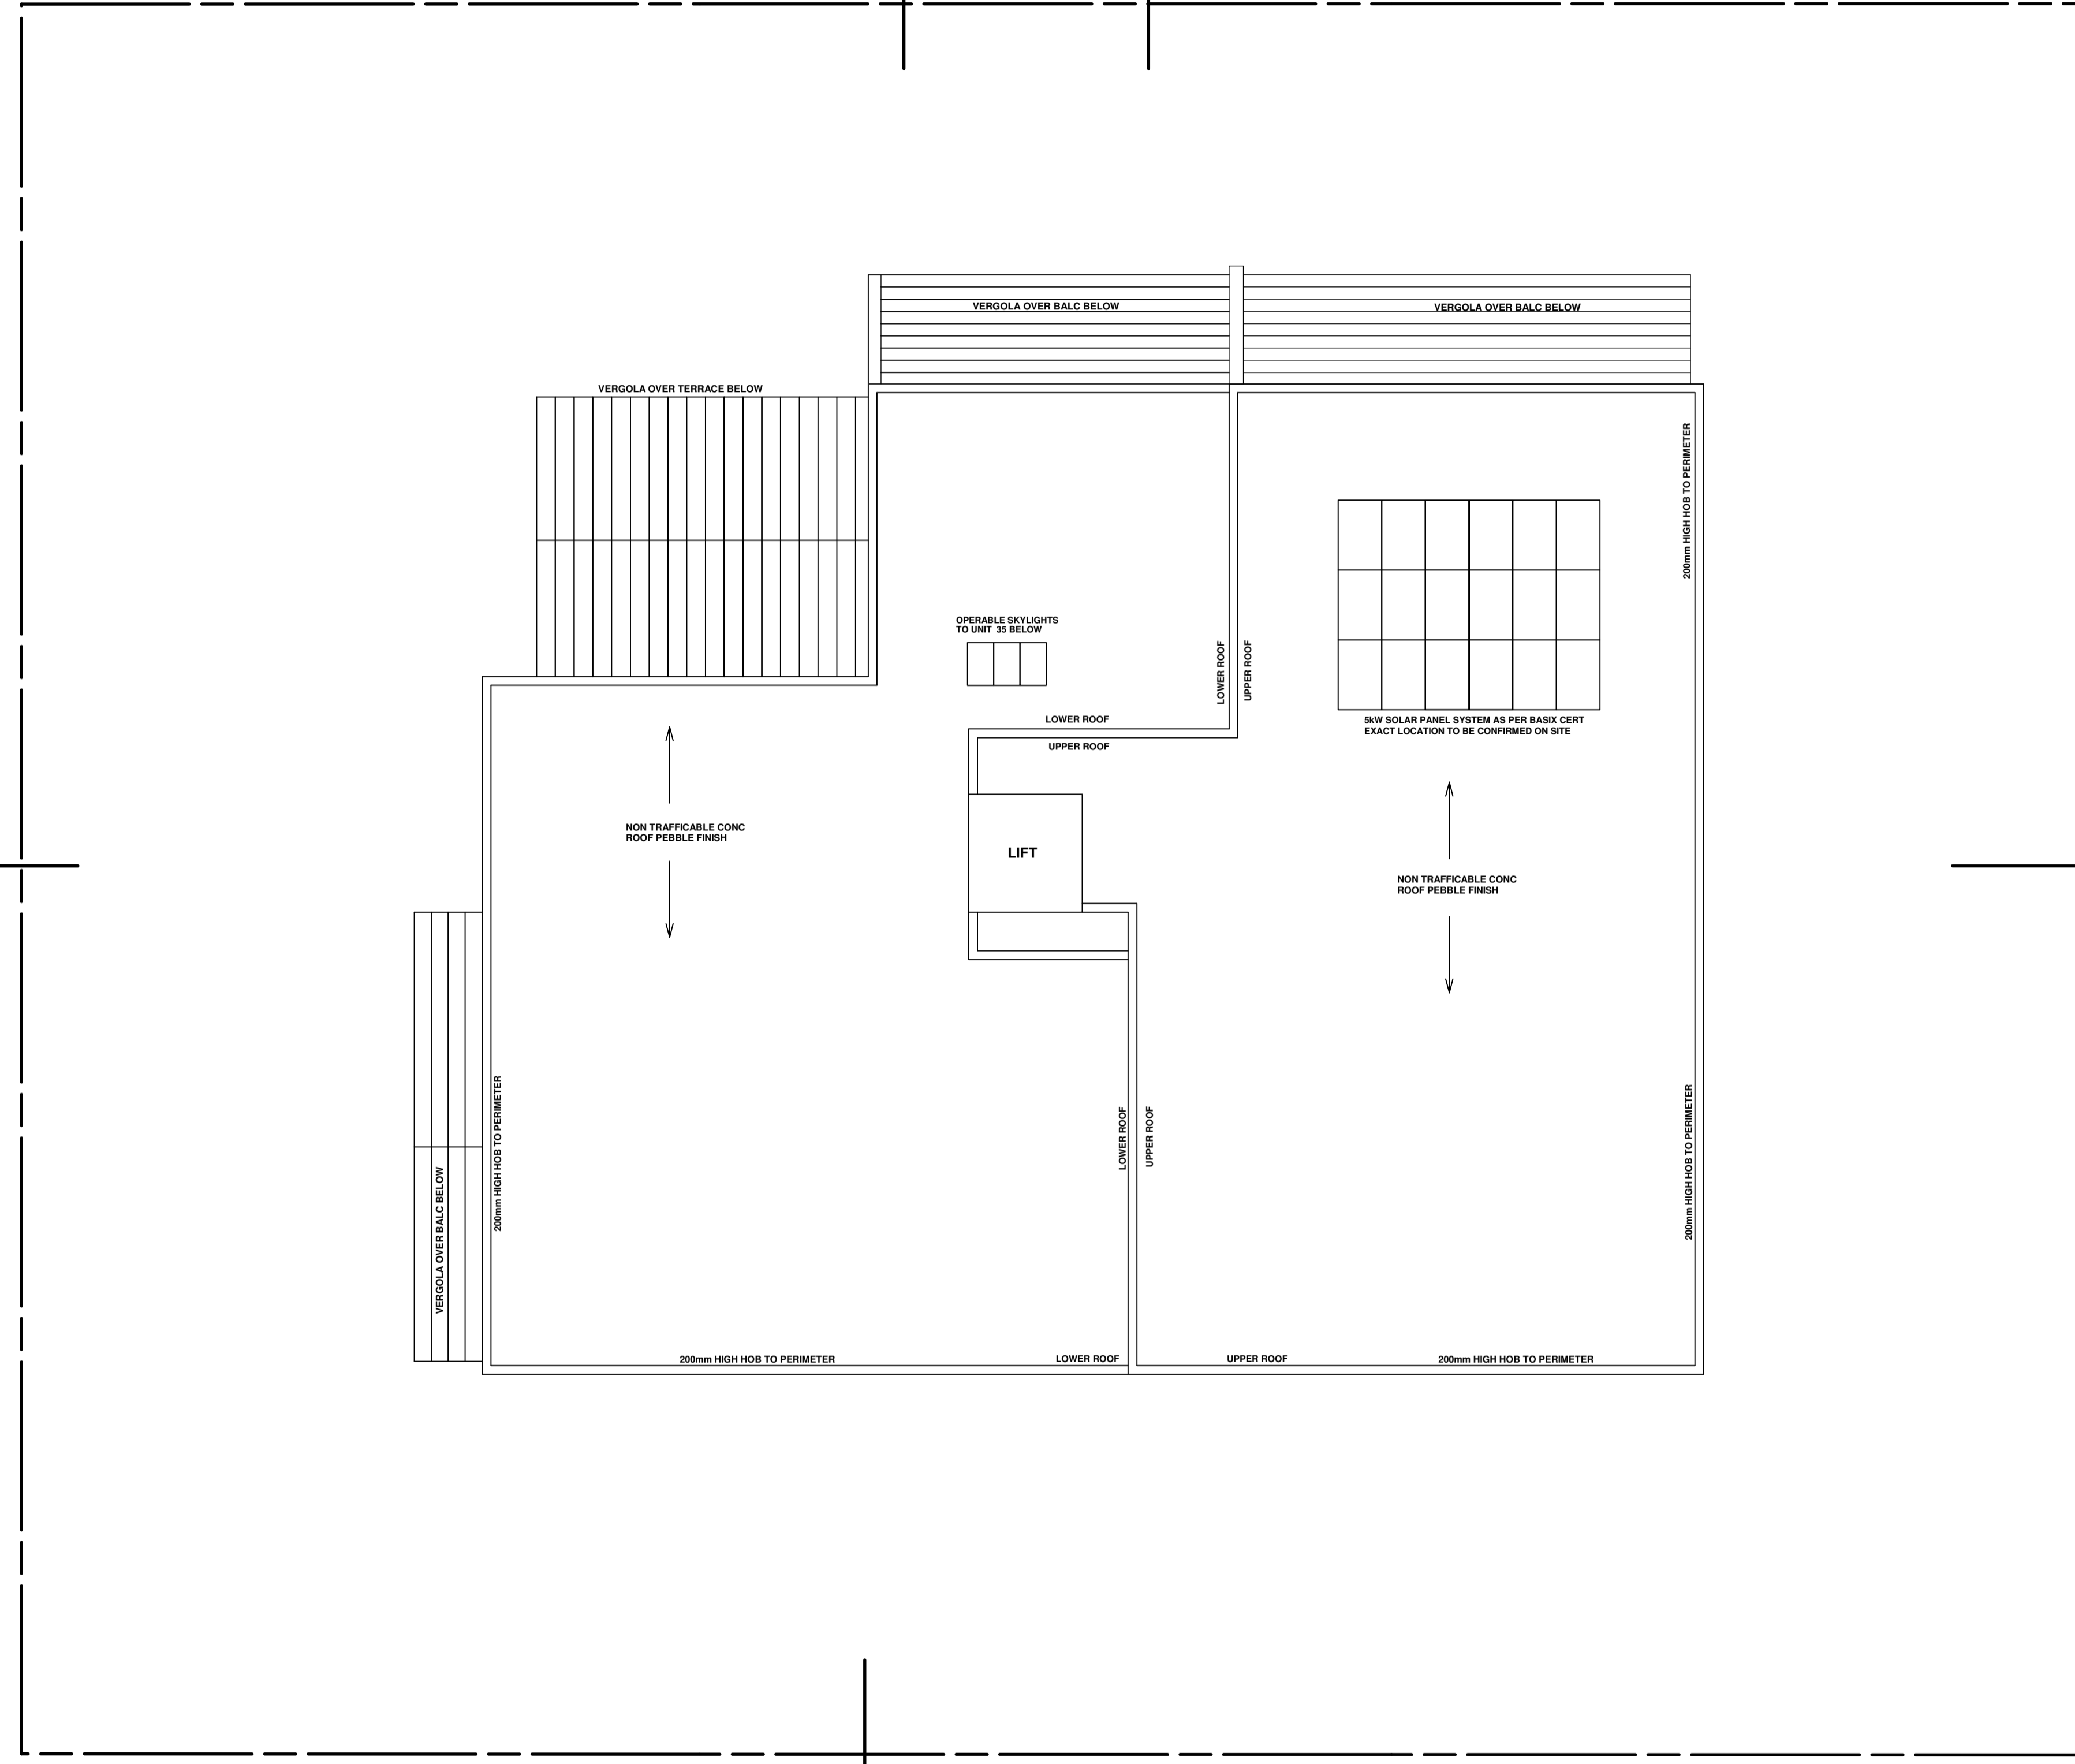 VERGOLA OVER BALC BELOW
VERGOLA OVER BALC BELOW
VERGOLA OVER TERRACE BELOW
200mm HIGH HOB TO PERIMETER
OPERABLE SKYLIGHTS
TO UNIT 35 BELOW
LOWER ROOF
UPPER ROOF
LOWER ROOF
UPPER ROOF
5kW SOLAR PANEL SYSTEM AS PER BASIX CERT
EXACT LOCATION TO BE CONFIRMED ON SITE
NON TRAFFICABLE CONC
ROOF PEBBLE FINISH
LIFT
NON TRAFFICABLE CONC
ROOF PEBBLE FINISH
VERGOLA OVER BALC BELOW
200mm HIGH HOB TO PERIMETER
LOWER ROOF
UPPER ROOF
200mm HIGH HOB TO PERIMETER
200mm HIGH HOB TO PERIMETER
LOWER ROOF
UPPER ROOF
200mm HIGH HOB TO PERIMETER